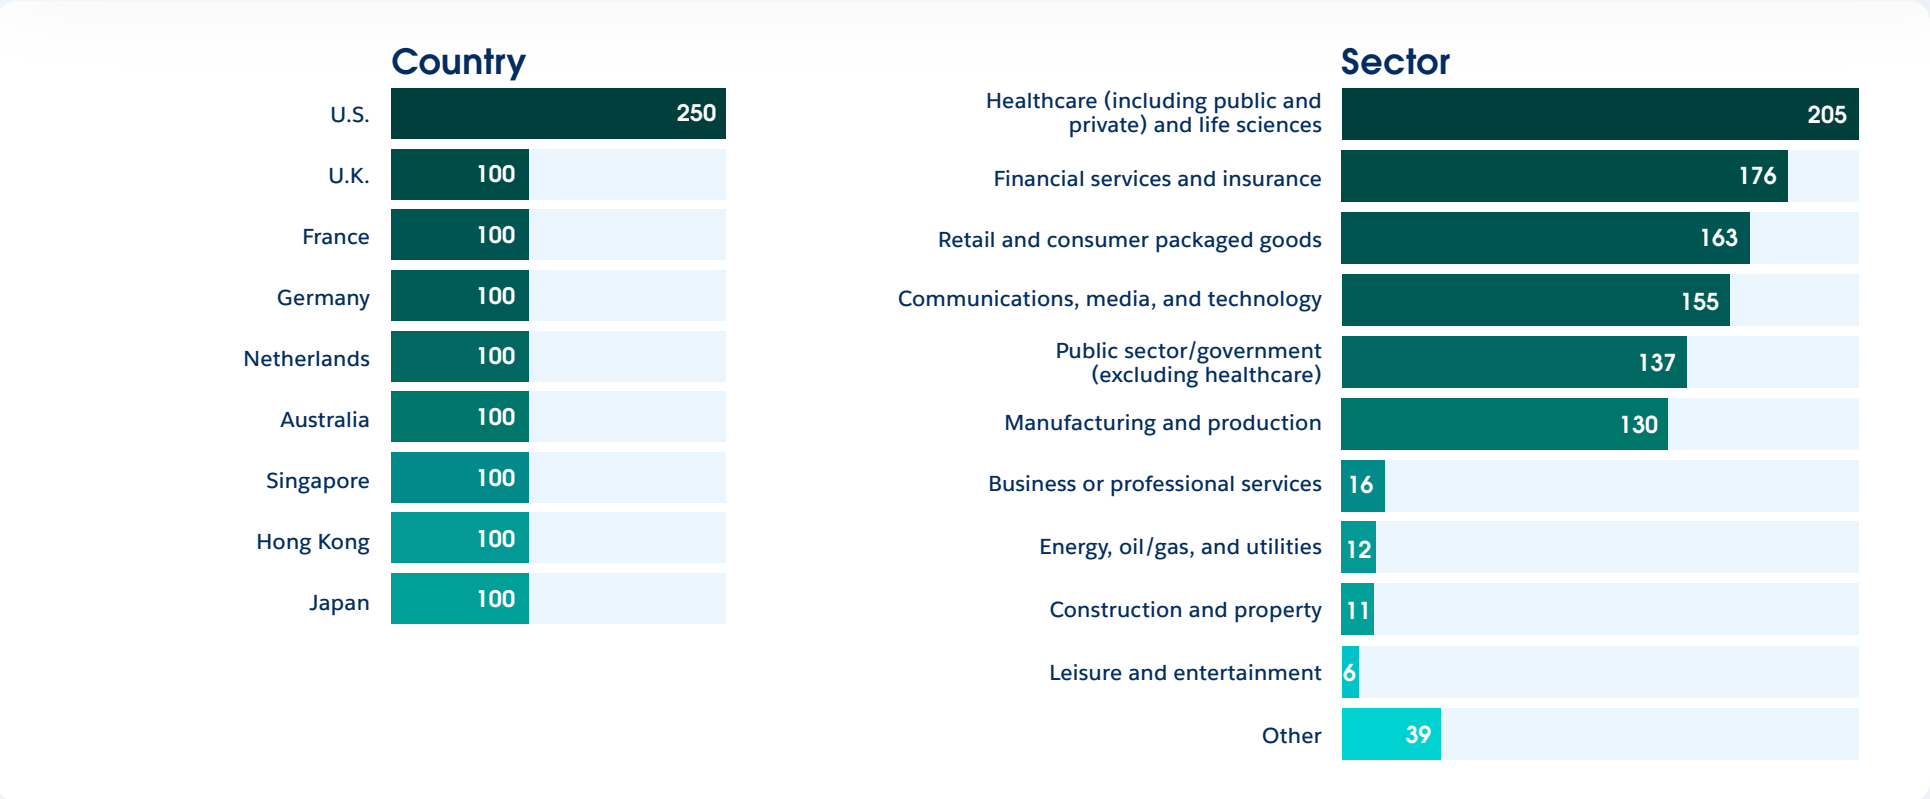 Country
U.S.
250
U.K.
100
France
100
Germany
100
Netherlands
100
Australia
100
Singapore
100
Hong Kong
100
Japan
100
Sector
Healthcare (including public and
private) and life sciences
205
Financial services and insurance
176
Retail and consumer packaged goods
163
Communications, media, and technology
155
Public sector/government
(excluding healthcare)
137
Manufacturing and production
130
Business or professional services
16
Energy, oil/gas, and utilities
12
Construction and property
11
Leisure and entertainment
6
Other
39